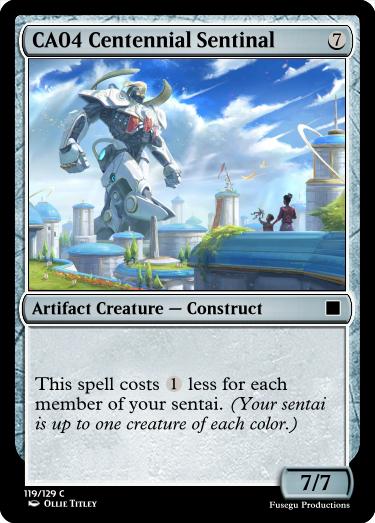 CA04 Centennial Sentinal
7
Artifact Creature — Construct
This spell costs 1 less for each
member of your sentai. (Your sentai
is up to one creature of each color.)
7/7
119/129 C
Ollie Titley
Fusegu Productions